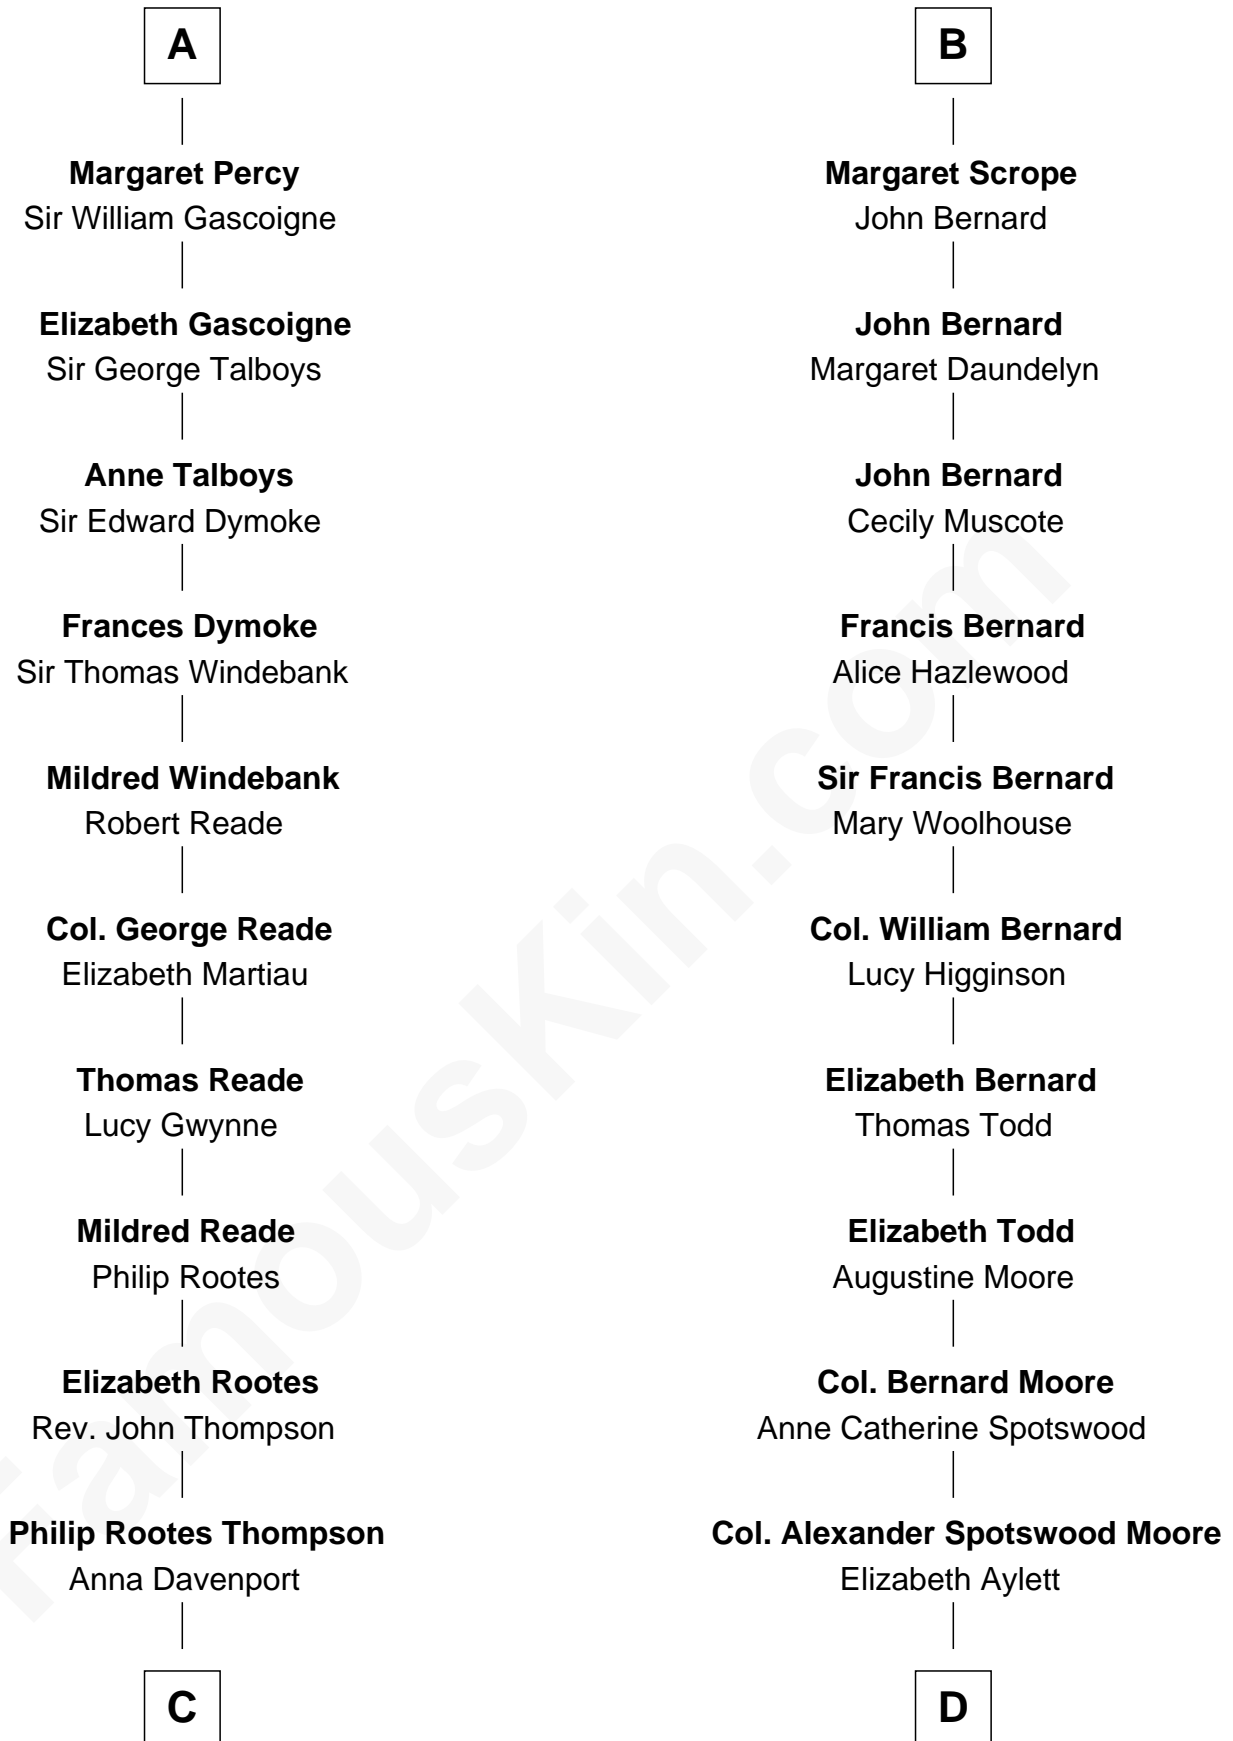 A
Margaret Percy
Sir William Gascoigne
Elizabeth Gascoigne
Sir George Talboys
Anne Talboys
Sir Edward Dymoke
Frances Dymoke
Sir Thomas Windebank
Mildred Windebank
Robert Reade
Col. George Reade
Elizabeth Martiau
Thomas Reade
Lucy Gwynne
Mildred Reade
Philip Rootes
Elizabeth Rootes
Rev. John Thompson
Philip Rootes Thompson
Anna Davenport
C
B
Margaret Scrope
John Bernard
John Bernard
Margaret Daundelyn
John Bernard
Cecily Muscote
Francis Bernard
Alice Hazlewood
Sir Francis Bernard
Mary Woolhouse
Col. William Bernard
Lucy Higginson
Elizabeth Bernard
Thomas Todd
Elizabeth Todd
Augustine Moore
Col. Bernard Moore
Anne Catherine Spotswood
Col. Alexander Spotswood Moore
Elizabeth Aylett
D
FamousKin.com